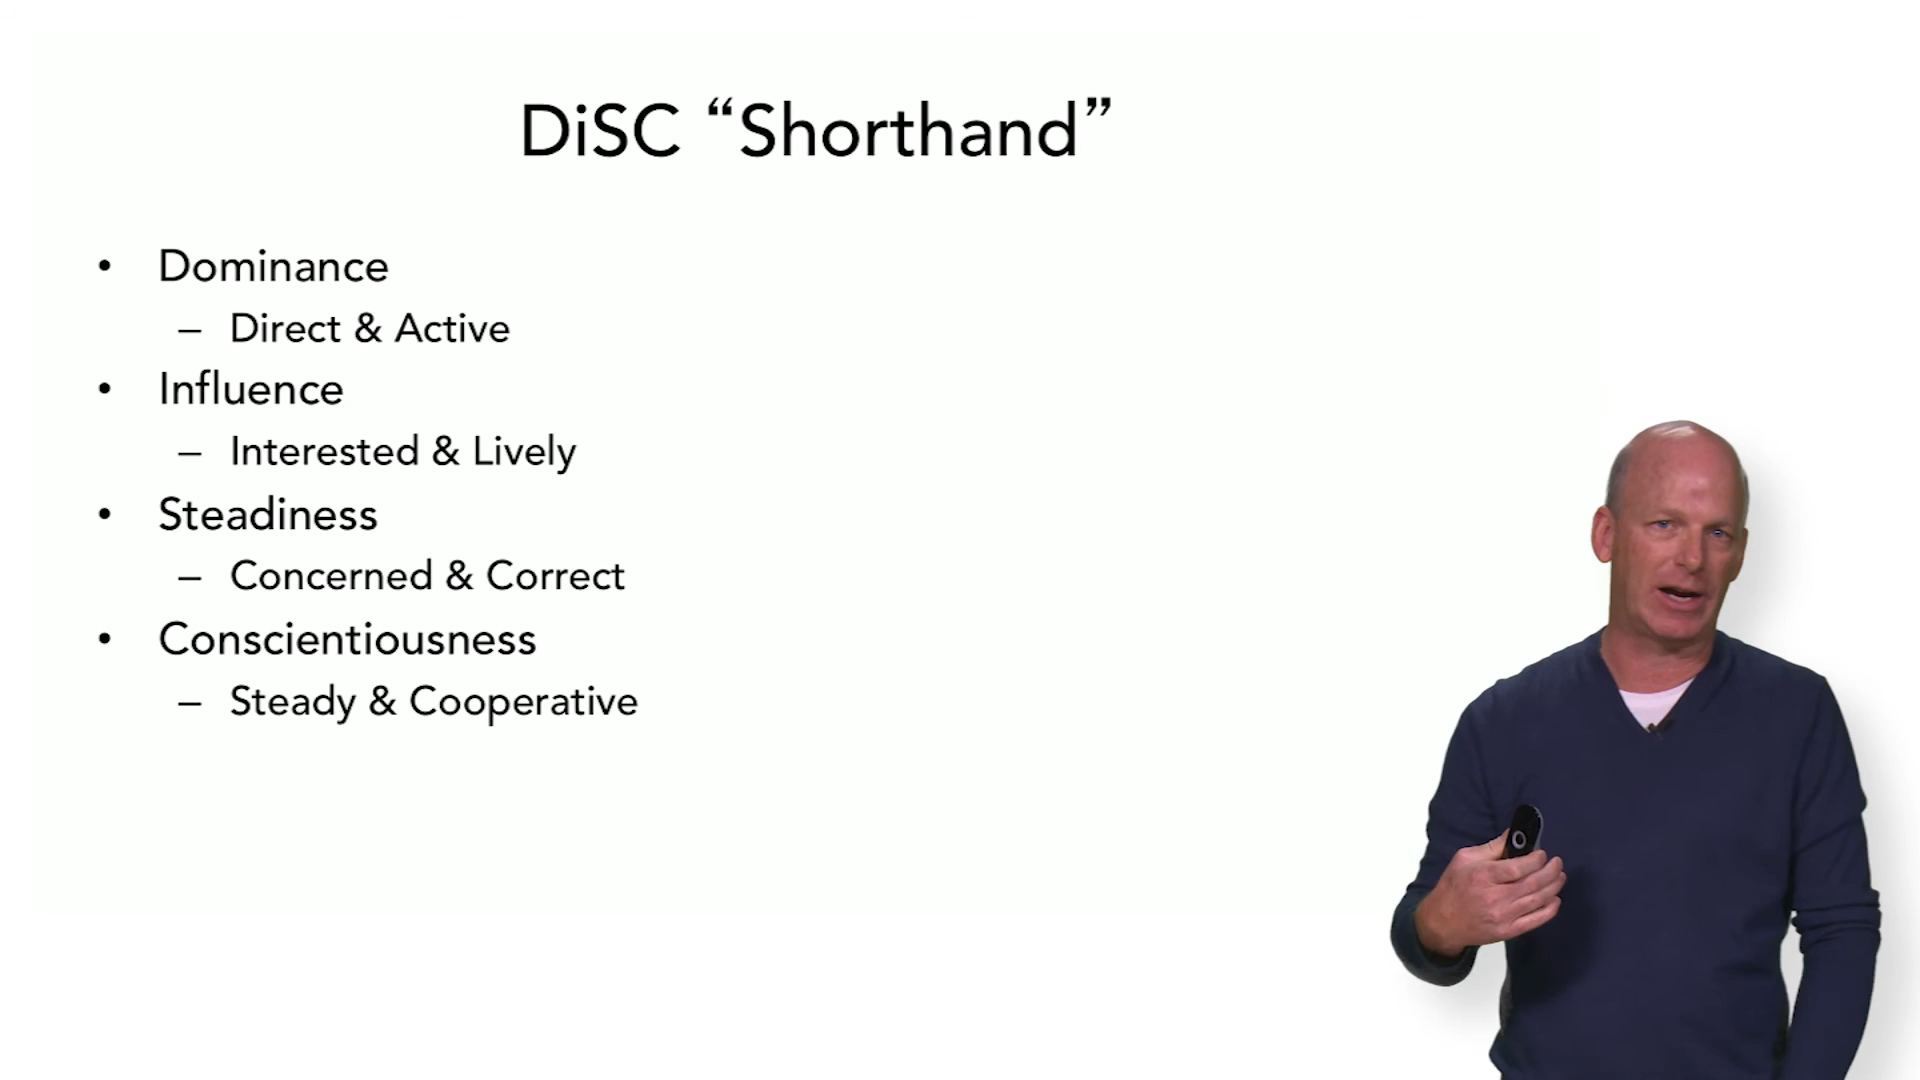 DiSC “Shorthand”
• Dominance
– Direct & Active
• Influence
– Interested & Lively
• Steadiness
– Concerned & Correct
• Conscientiousness
– Steady & Cooperative